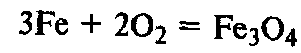 3Fe + 2O₂ = Fe₃O₄